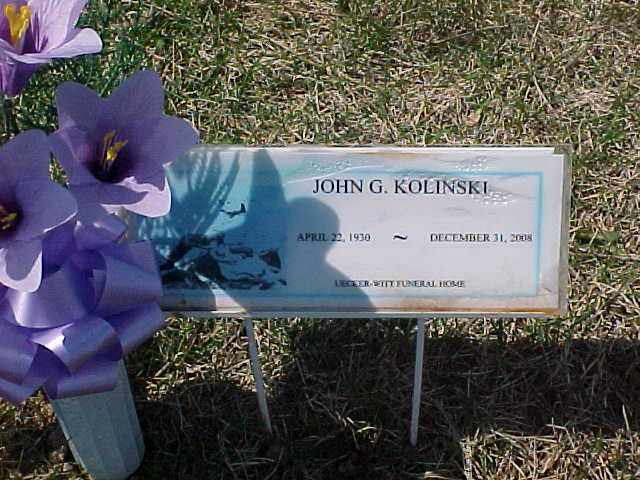 JOHN G. KOLINSKI
APRIL 22, 1930 ~ DECEMBER 31, 2008
UECKER-WITT FUNERAL HOME